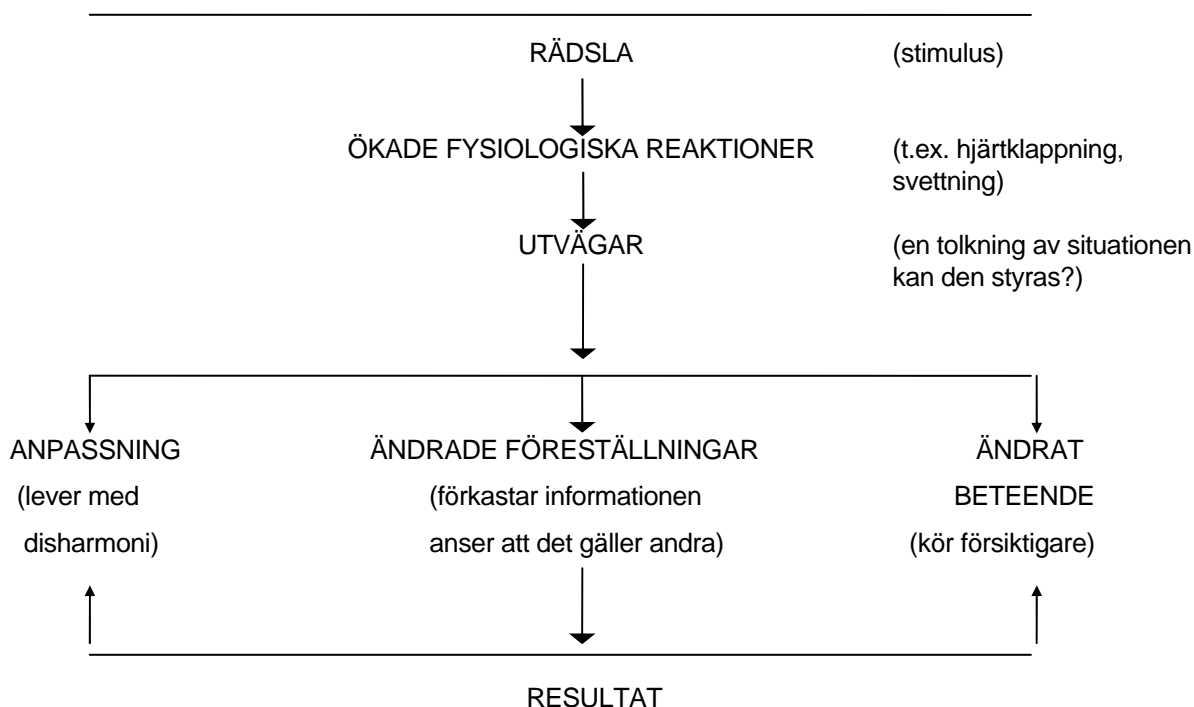 RÄDSLA (stimulus)
ÖKADE FYSIOLOGISKA REAKTIONER (t.ex. hjärtklappning,
svettning)
UTVÄGAR (en tolkning av situationen
kan den styras?)
ANPASSNING ÄNDRADE FÖRESTÄLLNINGAR ÄNDRAT
(lever med (förkastar informationen BETEENDE
disharmoni) anser att det gäller andra) (kör försiktigare)
RESULTAT